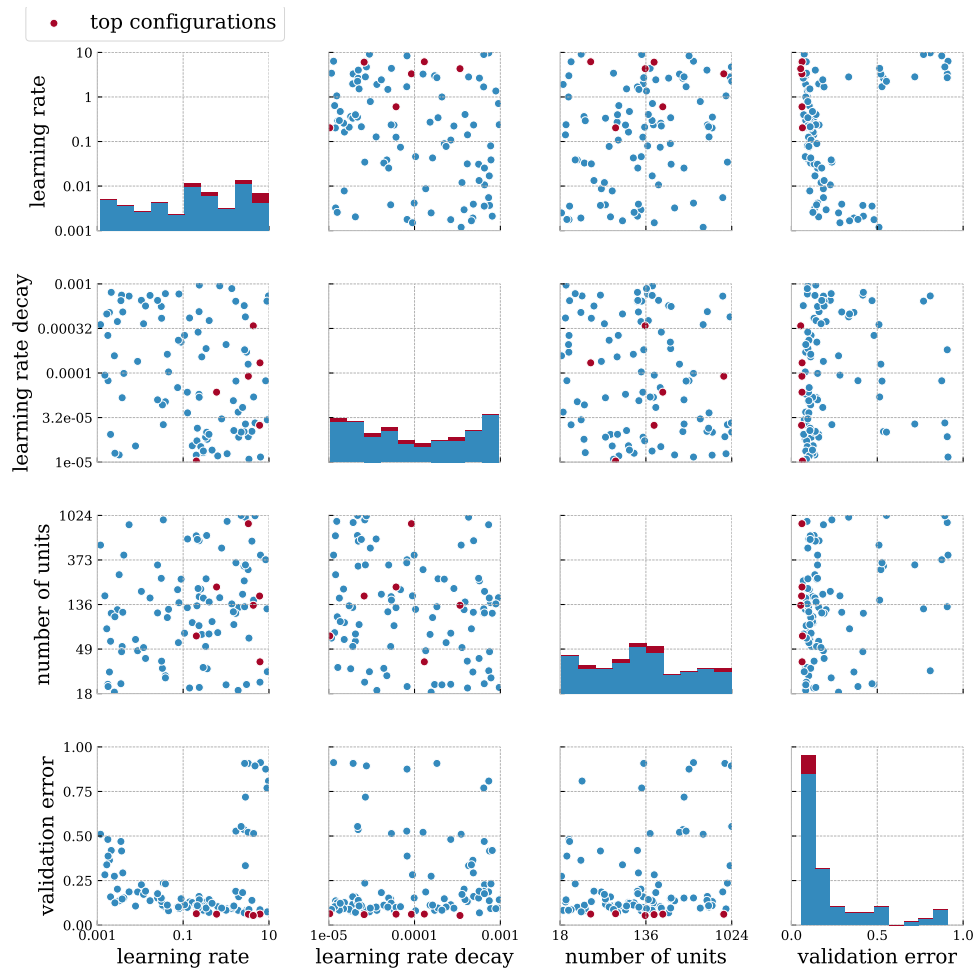 top configurations
learning rate
10
1
0.1
0.01
0.001
learning rate decay
0.001
0.00032
0.0001
3.2e-05
1e-05
number of units
1024
373
136
49
18
validation error
1.00
0.75
0.50
0.25
0.00
0.001 0.1 10 1e-05 0.0001 0.001 18 136 1024 0.0 0.5 1.0
learning rate learning rate decay number of units validation error